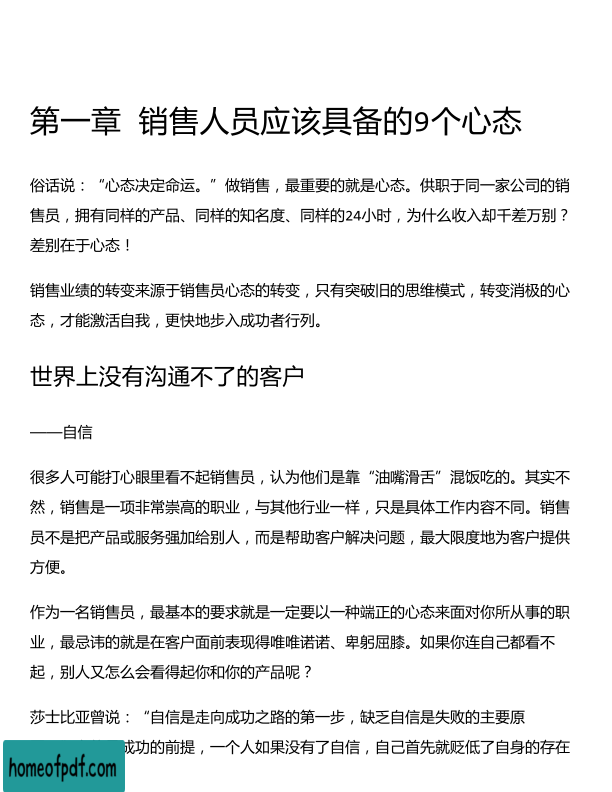 第一章 销售人员应该具备的9个心态
俗话说：“心态决定命运。”做销售，最重要的就是心态。供职于同一家公司的销
售员，拥有同样的产品、同样的知名度、同样的24小时，为什么收入却千差万别？
差别在于心态！
销售业绩的转变来源于销售员心态的转变，只有突破旧的思维模式，转变消极的心
态，才能激活自我，更快地步入成功者行列。
世界上没有沟通不了的客户
——自信
很多人可能打心眼里看不起销售员，认为他们是靠“油嘴滑舌”混饭吃的。其实不
然，销售是一项非常崇高的职业，与其他行业一样，只是具体工作内容不同。销售
员不是把产品或服务强加给别人，而是帮助客户解决问题，最大限度地为客户提供
方便。
作为一名销售员，最基本的要求就是一定要以一种端正的心态来面对你所从事的职
业，最忌讳的就是在客户面前表现得唯唯诺诺、卑躬屈膝。如果你连自己都看不
起，别人又怎么会看得起你和你的产品呢？
莎士比亚曾说：“自信是走向成功之路的第一步，缺乏自信是失败的主要原
成功的前提，一个人如果没有了自信，自己首先就贬低了自身的存在
homeofpdf.com